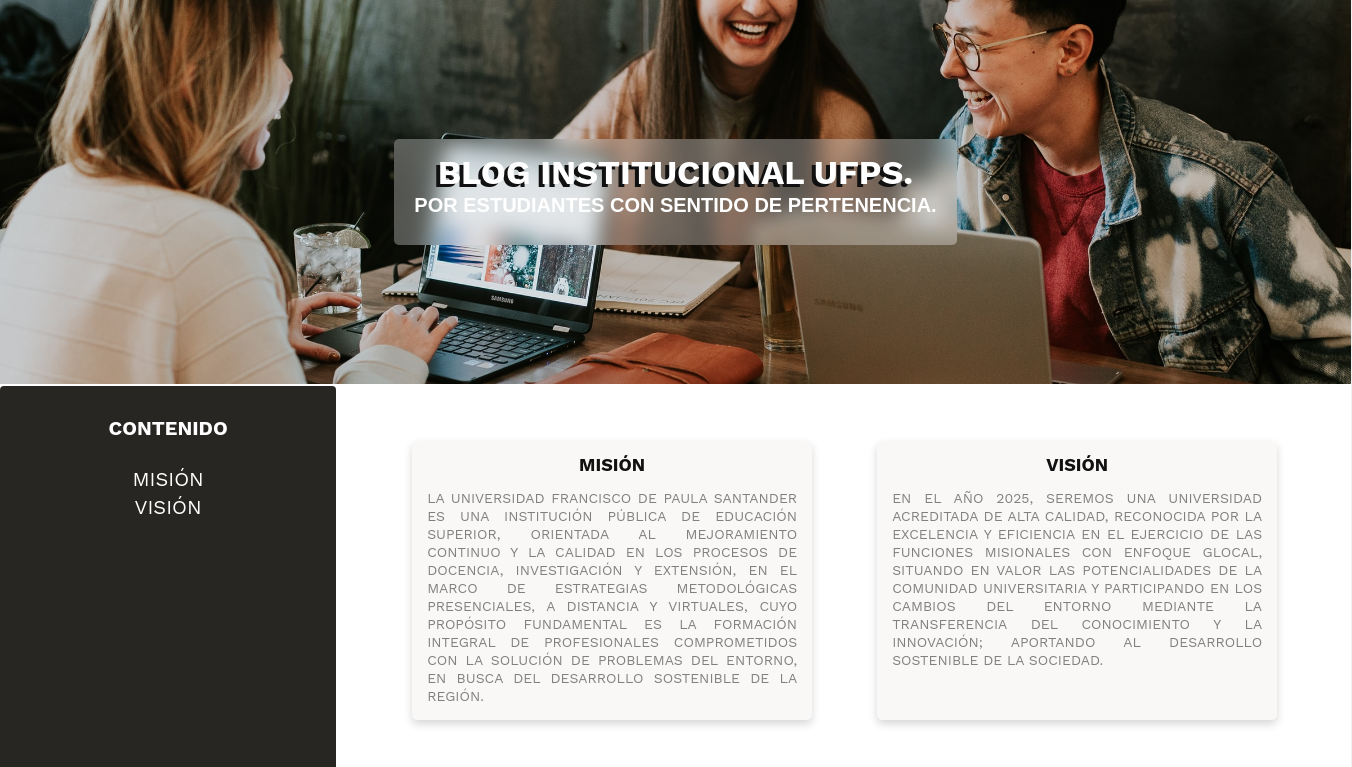 BLOG INSTITUCIONAL UFPS.
POR ESTUDIANTES CON SENTIDO DE PERTENENCIA.
SAMSUNG
SAMSUNG
CONTENIDO
MISIÓN
VISIÓN
MISIÓN
LA UNIVERSIDAD FRANCISCO DE PAULA SANTANDER
ES UNA INSTITUCIÓN PÚBLICA DE EDUCACIÓN
SUPERIOR, ORIENTADA AL MEJORAMIENTO
CONTINUO Y LA CALIDAD EN LOS PROCESOS DE
DOCENCIA, INVESTIGACIÓN Y EXTENSIÓN, EN EL
MARCO DE ESTRATEGIAS METODOLÓGICAS
PRESENCIALES, A DISTANCIA Y VIRTUALES, CUYO
PROPÓSITO FUNDAMENTAL ES LA FORMACIÓN
INTEGRAL DE PROFESIONALES COMPROMETIDOS
CON LA SOLUCIÓN DE PROBLEMAS DEL ENTORNO,
EN BUSCA DEL DESARROLLO SOSTENIBLE DE LA
REGIÓN.
VISIÓN
EN EL AÑO 2025, SEREMOS UNA UNIVERSIDAD
ACREDITADA DE ALTA CALIDAD, RECONOCIDA POR LA
EXCELENCIA Y EFICIENCIA EN EL EJERCICIO DE LAS
FUNCIONES MISIONALES CON ENFOQUE GLOCAL,
SITUANDO EN VALOR LAS POTENCIALIDADES DE LA
COMUNIDAD UNIVERSITARIA Y PARTICIPANDO EN LOS
CAMBIOS DEL ENTORNO MEDIANTE LA
TRANSFERENCIA DEL CONOCIMIENTO Y LA
INNOVACIÓN; APORTANDO AL DESARROLLO
SOSTENIBLE DE LA SOCIEDAD.